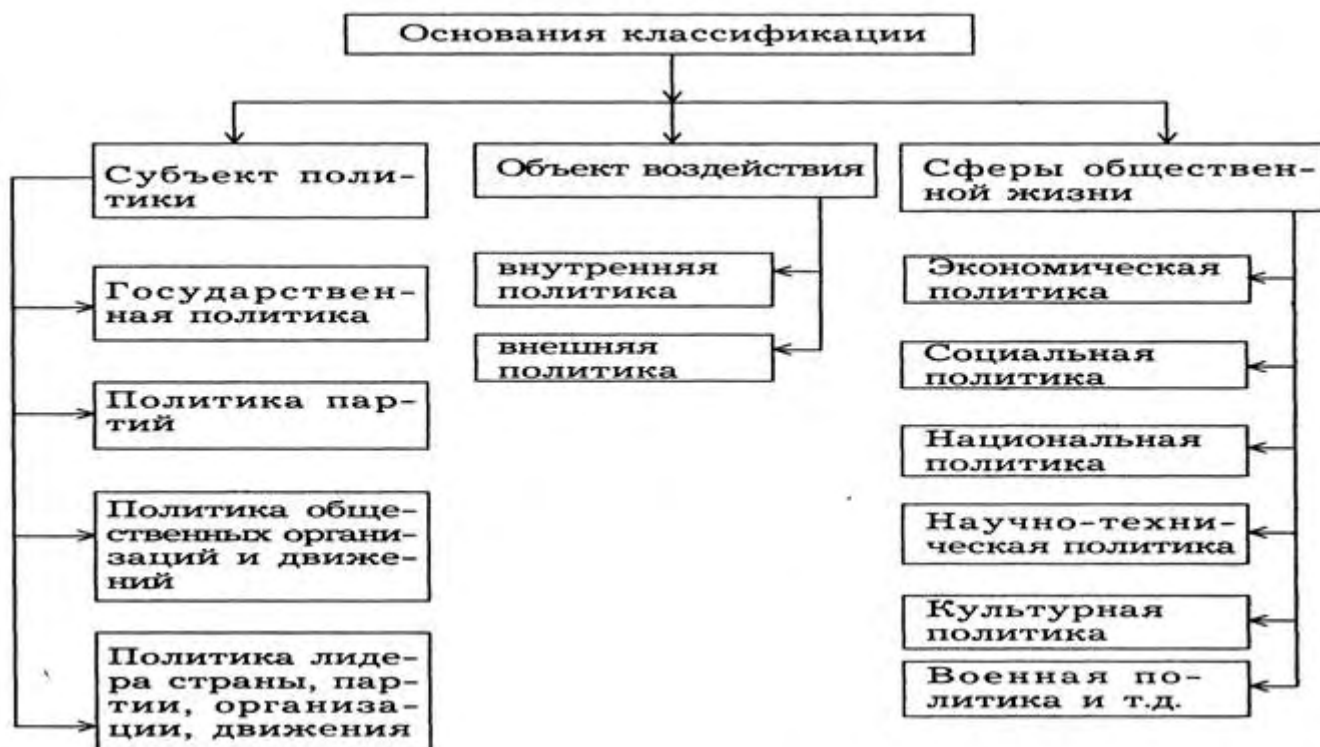 Основания классификации
Субъект поли-
тики
Государствен-
ная политика
Политика пар-
тий
Политика обще-
ственных органи-
заций и движе-
ний
Политика лиде-
ра страны, пар-
тии, организа-
ции, движения
Объект воздействия
внутренняя
политика
внешняя
политика
Сферы обществен-
ной жизни
Экономическая
политика
Социальная
политика
Национальная
политика
Научно-техни-
ческая политика
Культурная
политика
Военная по-
литика и т.д.